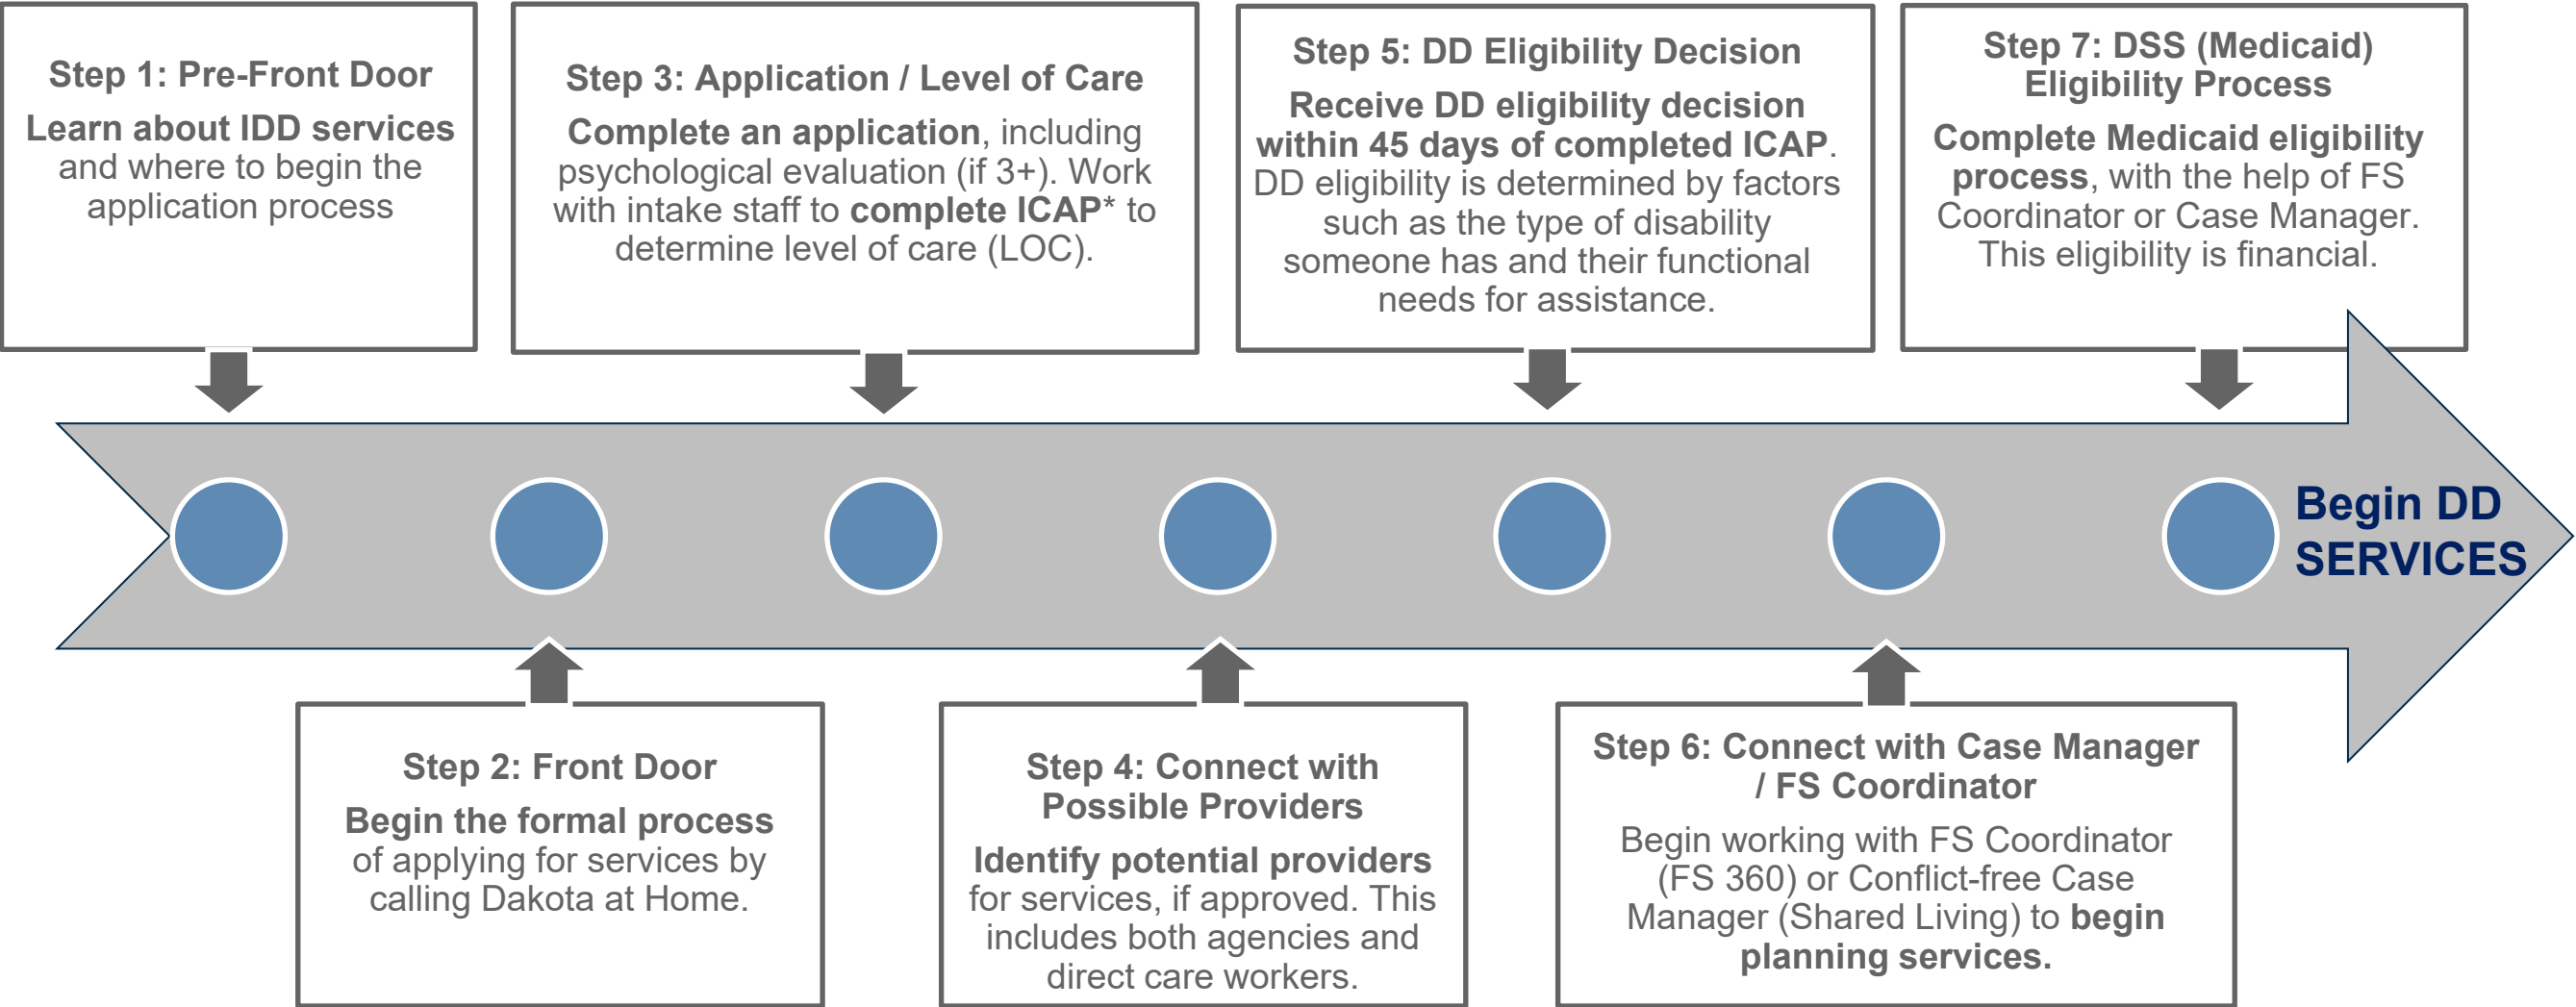 Step 1: Pre-Front Door
Learn about IDD services
and where to begin the
application process
Step 2: Front Door
Begin the formal process
of applying for services by
calling Dakota at Home.
Step 3: Application / Level of Care
Complete an application, including
psychological evaluation (if 3+). Work
with intake staff to complete ICAP* to
determine level of care (LOC).
Step 4: Connect with
Possible Providers
Identify potential providers
for services, if approved. This
includes both agencies and
direct care workers.
Step 5: DD Eligibility Decision
Receive DD eligibility decision
within 45 days of completed ICAP.
DD eligibility is determined by factors
such as the type of disability
someone has and their functional
needs for assistance.
Step 6: Connect with Case Manager
/ FS Coordinator
Begin working with FS Coordinator
(FS 360) or Conflict-free Case
Manager (Shared Living) to begin
planning services.
Step 7: DSS (Medicaid)
Eligibility Process
Complete Medicaid eligibility
process, with the help of FS
Coordinator or Case Manager.
This eligibility is financial.
Begin DD
SERVICES